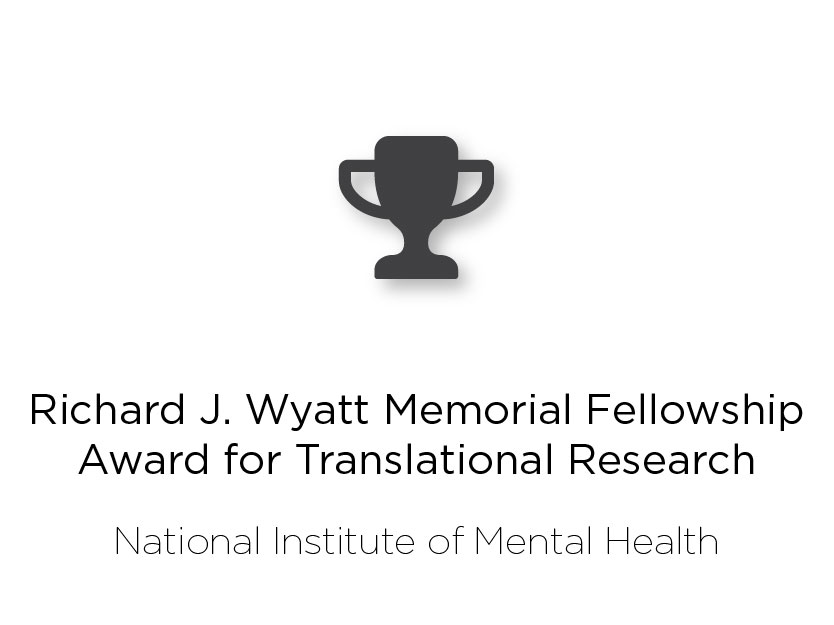 Richard J. Wyatt Memorial Fellowship
Award for Translational Research
National Institute of Mental Health